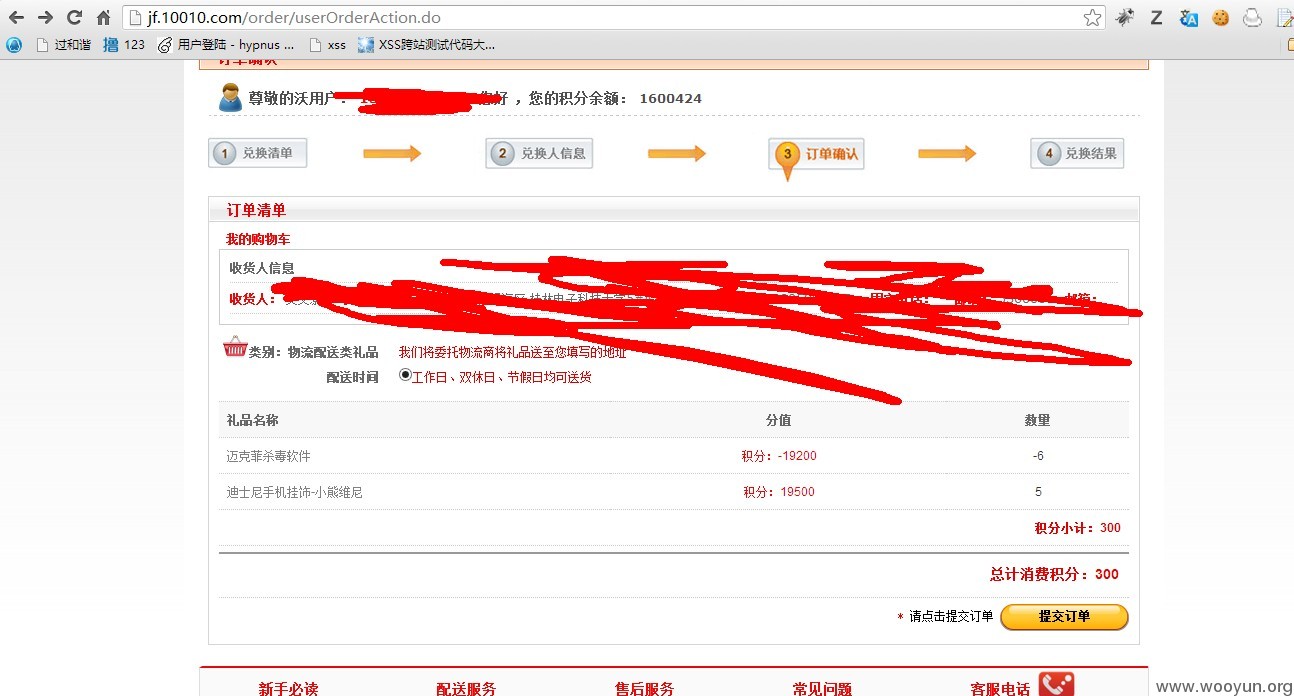 jf.10010.com/order/userOrderAction.do
过和谐 撸 123 用户登陆 - hypnus ... xss XSS跨站测试代码大...
订单确认
尊敬的沃用户： 您好 ，您的积分余额： 1600424
1 兑换清单 2 兑换人信息 3 订单确认 4 兑换结果
订单清单
我的购物车
收货人信息
收货人：
类别：物流配送类礼品 我们将委托物流商将礼品送至您填写的地址
配送时间 工作日、双休日、节假日均可送货
礼品名称 分值 数量
迈克菲杀毒软件 积分：-19200 -6
迪士尼手机挂饰-小熊维尼 积分：19500 5
积分小计：300
总计消费积分：300
* 请点击提交订单 提交订单
新手必读 配送服务 售后服务 常见问题 客服电话
www.wooyun.org